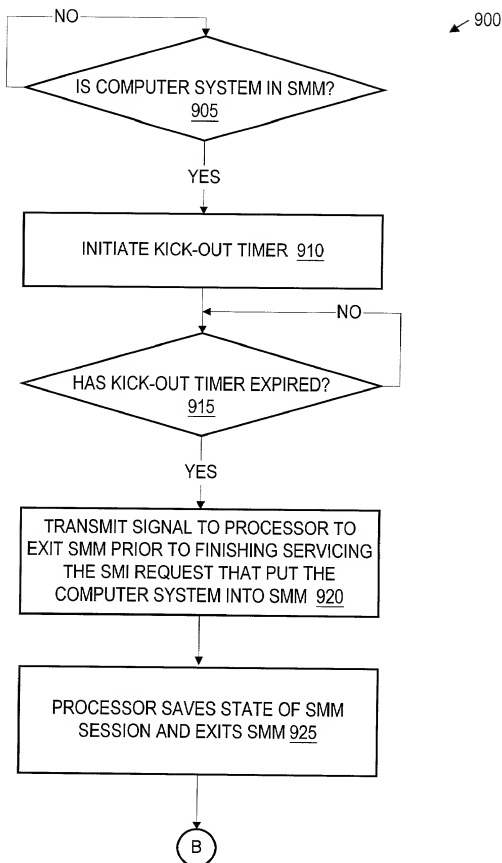 NO
900
IS COMPUTER SYSTEM IN SMM?
905
YES
INITIATE KICK-OUT TIMER 910
NO
HAS KICK-OUT TIMER EXPIRED?
915
YES
TRANSMIT SIGNAL TO PROCESSOR TO
EXIT SMM PRIOR TO FINISHING SERVICING
THE SMI REQUEST THAT PUT THE
COMPUTER SYSTEM INTO SMM 920
PROCESSOR SAVES STATE OF SMM
SESSION AND EXITS SMM 925
B